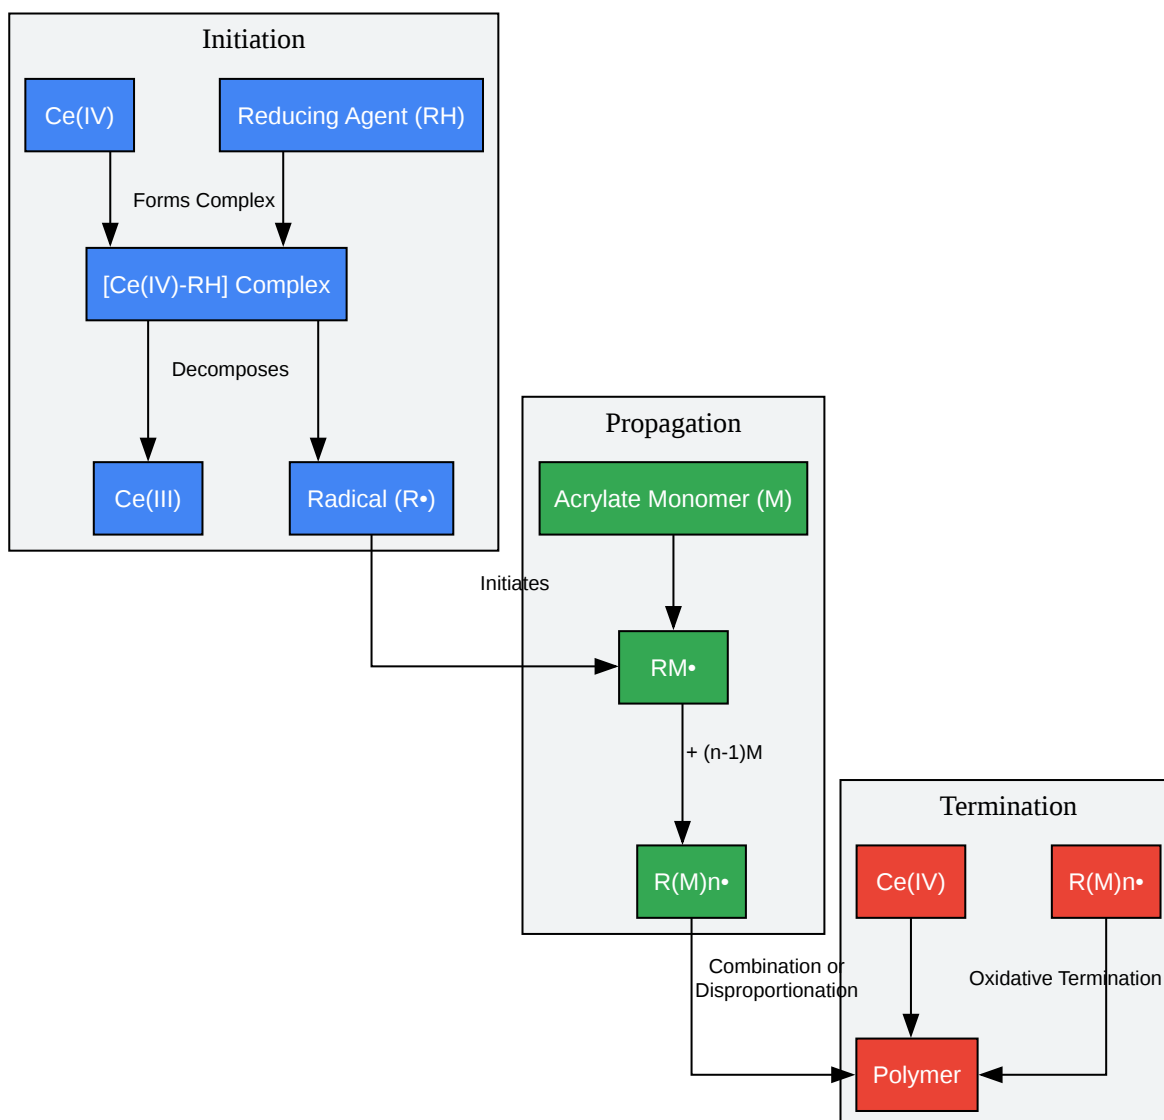 Initiation
Ce(IV)
Reducing Agent (RH)
Forms Complex
[Ce(IV)-RH] Complex
Decomposes
Ce(III)
Radical (R•)
Initiates
Propagation
Acrylate Monomer (M)
RM•
+ (n-1)M
R(M)n•
Combination or
Disproportionation
Termination
Ce(IV)
R(M)n•
Oxidative Termination
Polymer